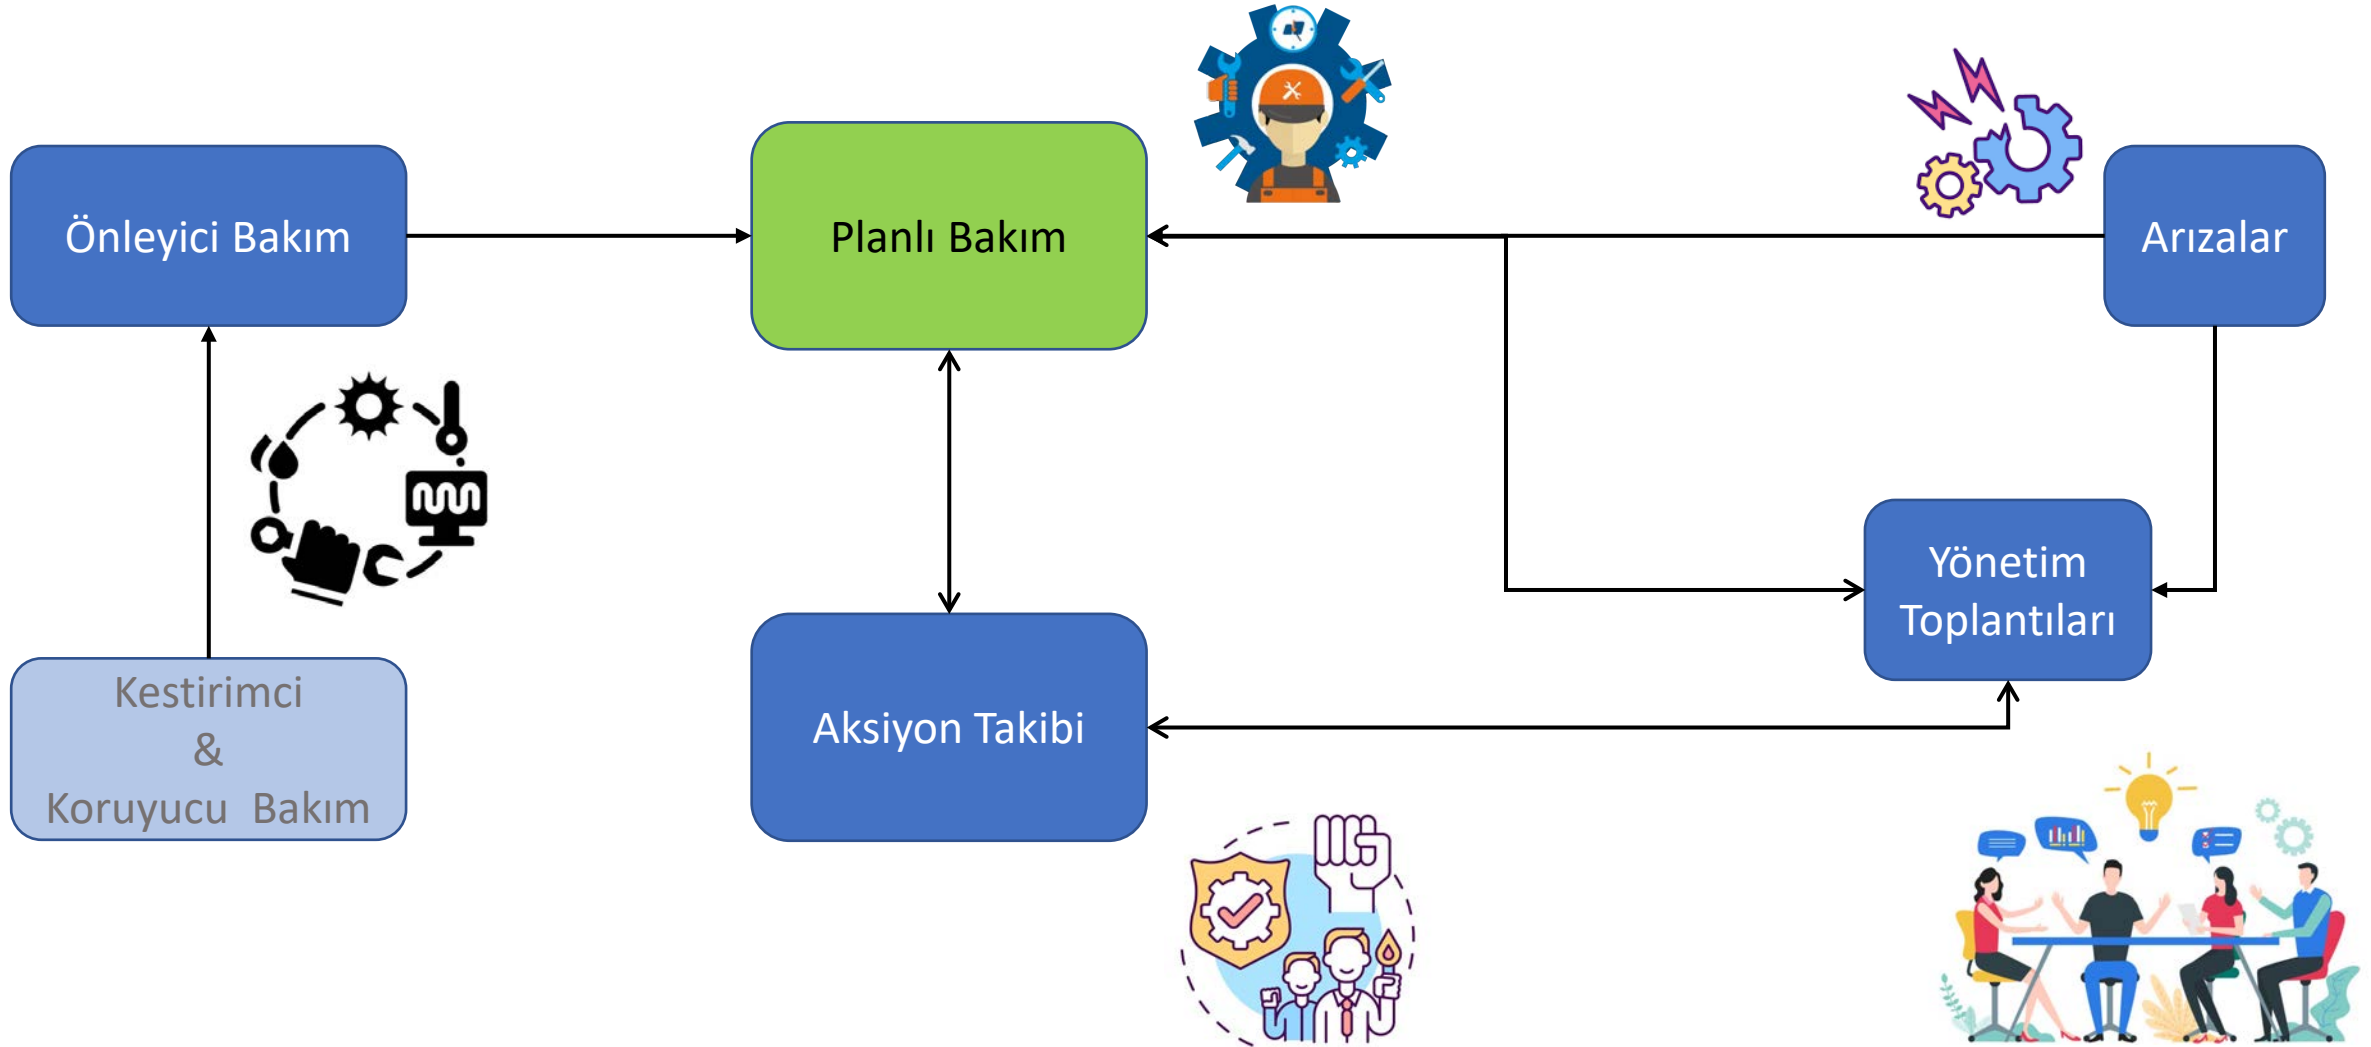 Önleyici Bakım
Planlı Bakım
Arızalar
Yönetim
Toplantıları
Kestirimci
&
Koruyucu  Bakım
Aksiyon Takibi